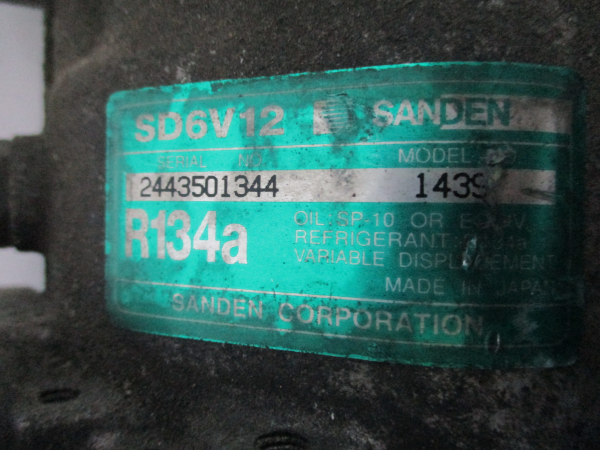 SD6V12 SANDEN
SERIAL NO MODEL
2443501344 1439
R134a
OIL:SP-10 OR
REFRIGERANT
VARIABLE DISPLACEMENT
MADE IN JAPAN
SANDEN CORPORATION